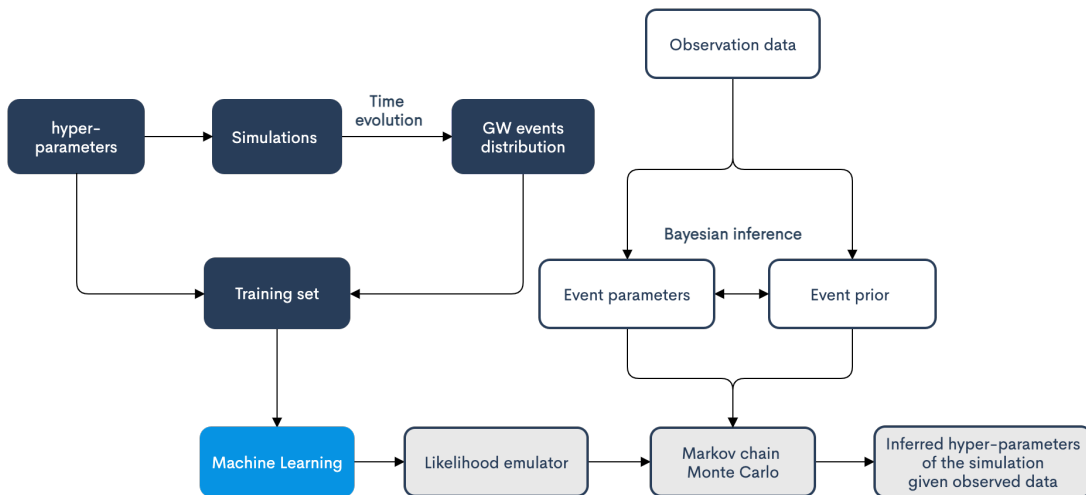 Observation data
hyper-
parameters
Simulations
Time
evolution
GW events
distribution
Bayesian inference
Training set
Event parameters
Event prior
Machine Learning
Likelihood emulator
Markov chain
Monte Carlo
Inferred hyper-parameters
of the simulation
given observed data